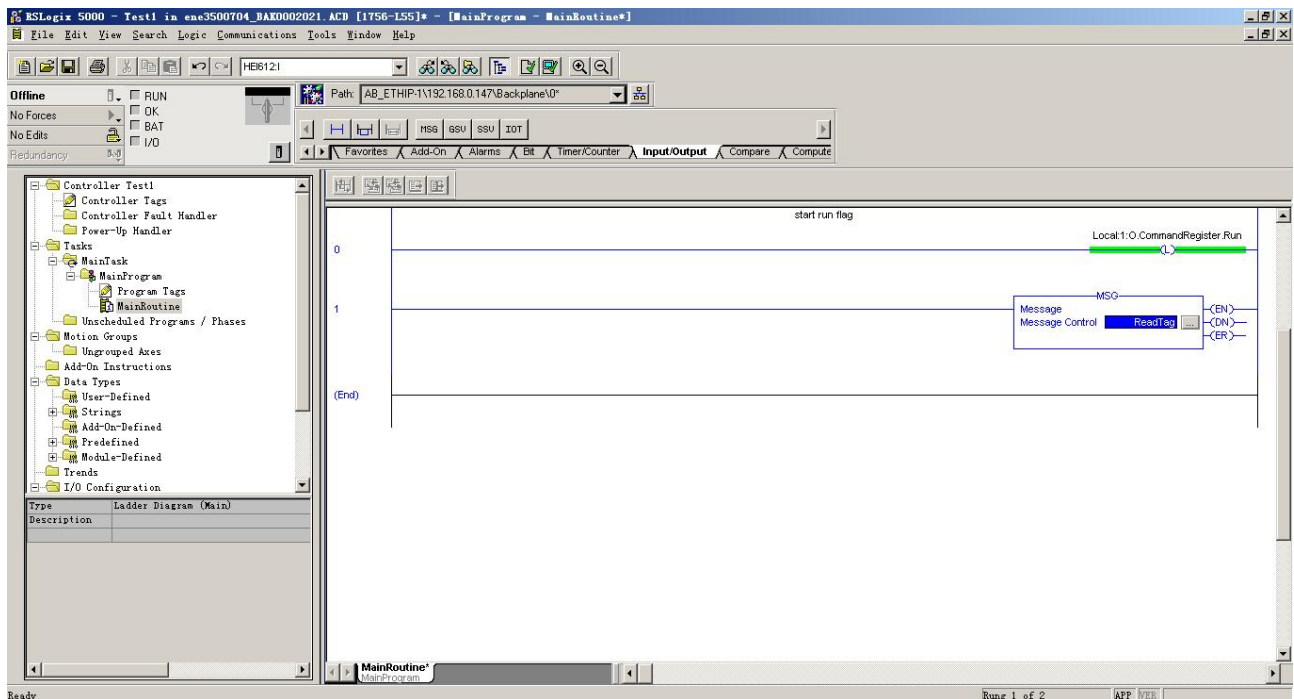 RSLogix 5000 - Test1 in ene3500704_BAK0002021.ACD [1756-L55]* - [MainProgram - MainRoutine*]
File Edit View Search Logic Communications Tools Window Help
HEI612:I
Offline
RUN
No Forces
OK
No Edits
BAT
Redundancy
I/O
Path: AB_ETHIP-1\192.168.0.147\Backplane\0*
MSG GSV SSV IOT
Favorites Add-On Alarms Bit Timer/Counter Input/Output Compare Compute
Controller Test1
Controller Tags
Controller Fault Handler
Power-Up Handler
Tasks
MainTask
MainProgram
Program Tags
MainRoutine
Unscheduled Programs / Phases
Motion Groups
Ungrouped Axes
Add-On Instructions
Data Types
User-Defined
Strings
Add-On-Defined
Predefined
Module-Defined
Trends
I/O Configuration
Type Ladder Diagram (Main)
Description
start run flag
Local:1:O.CommandRegister.Run
0
(L)
MSG
1
Message
(EN)
Message Control ReadTag ...
(DN)
(ER)
(End)
MainRoutine*
MainProgram
Ready
Rung 1 of 2
APP VER